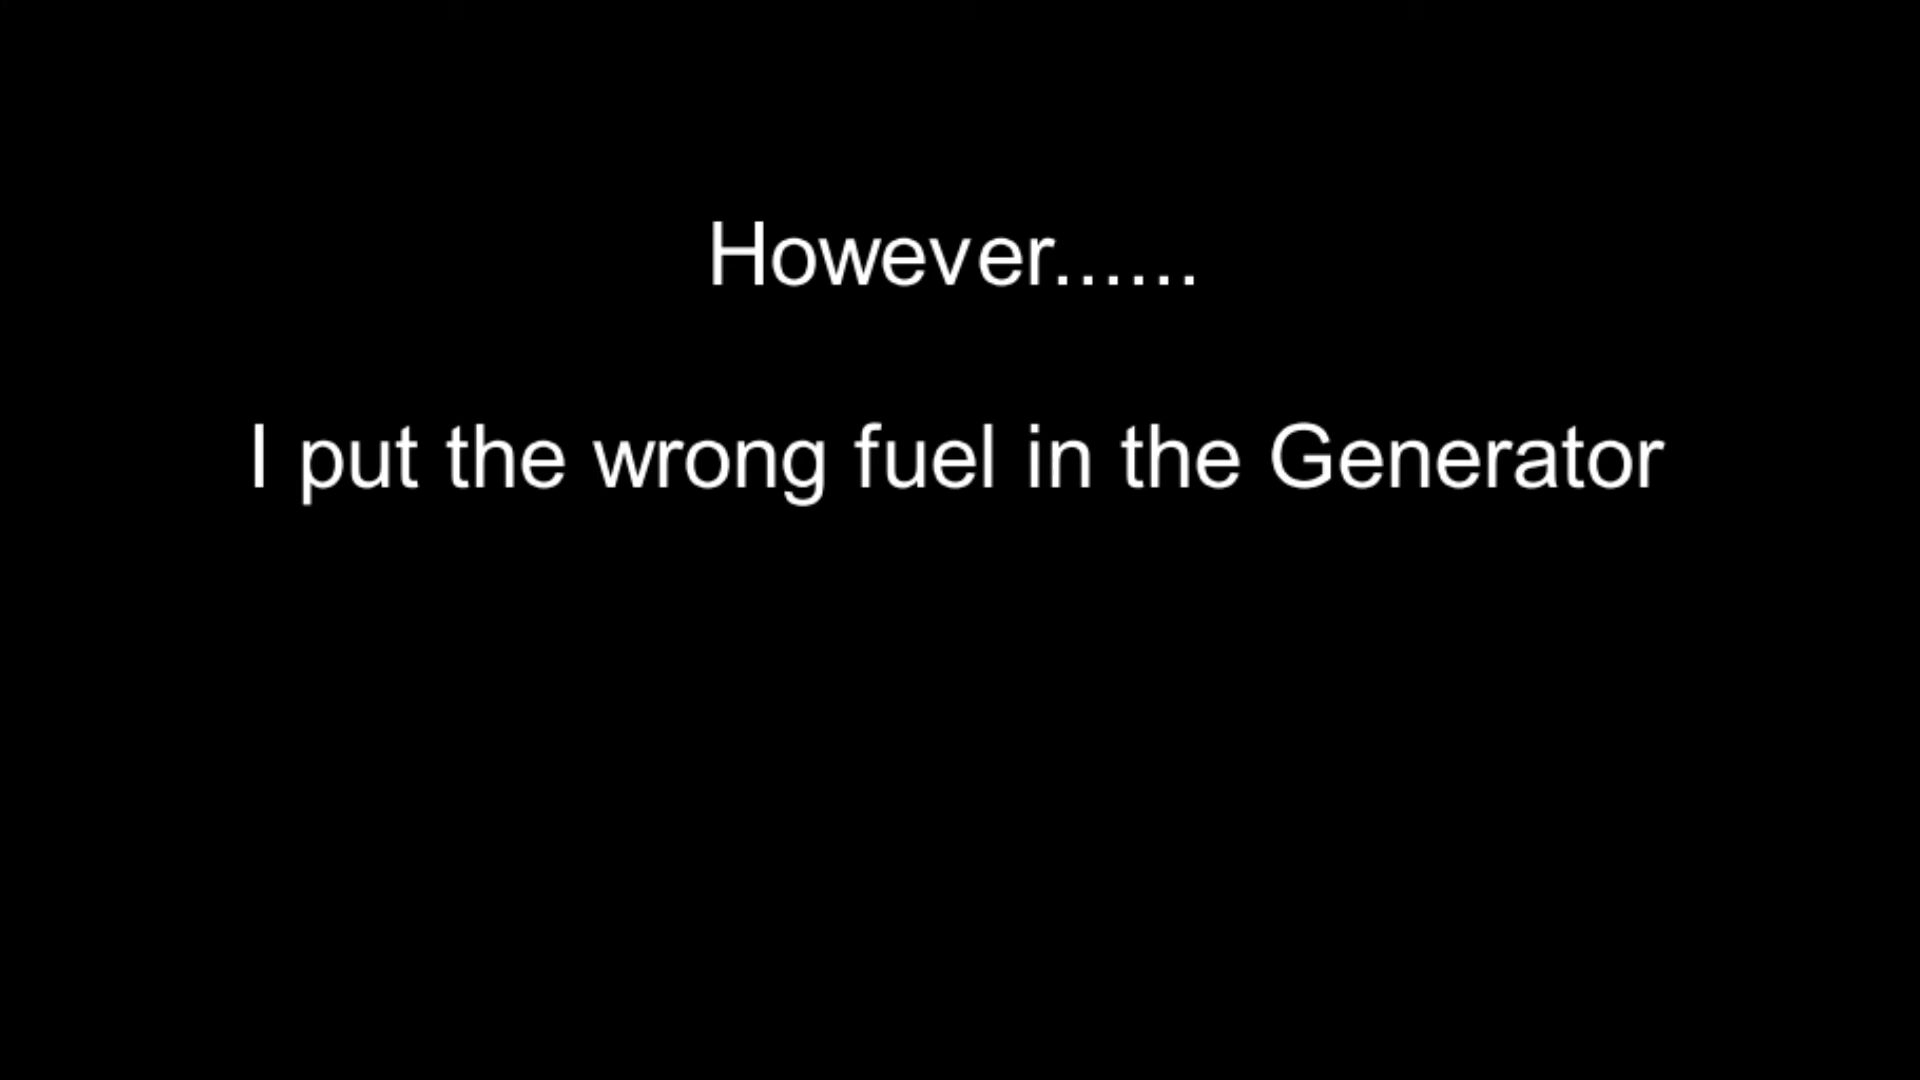 However......
I put the wrong fuel in the Generator